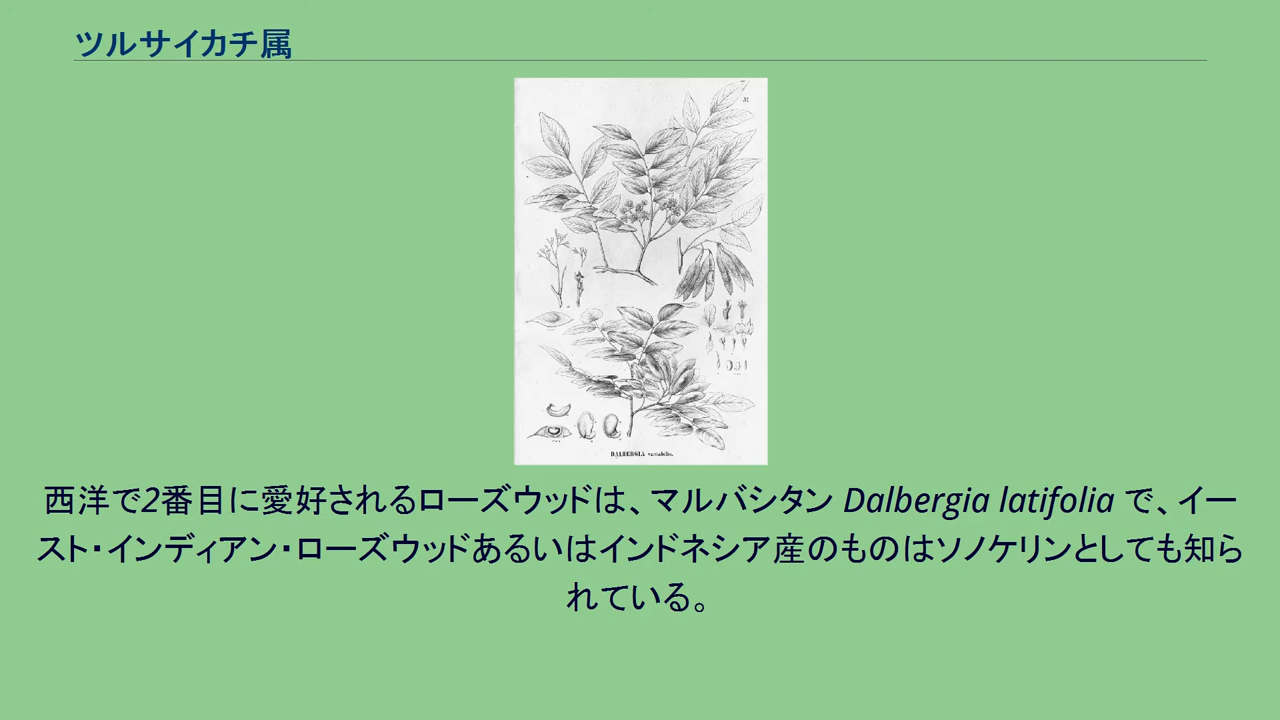 ツルサイカチ属
DALBERGIA variabilis.
西洋で2番目に愛好されるローズウッドは、マルバシタン Dalbergia latifolia で、イー
スト・インディアン・ローズウッドあるいはインドネシア産のものはソノケリンとしても知ら
れている。